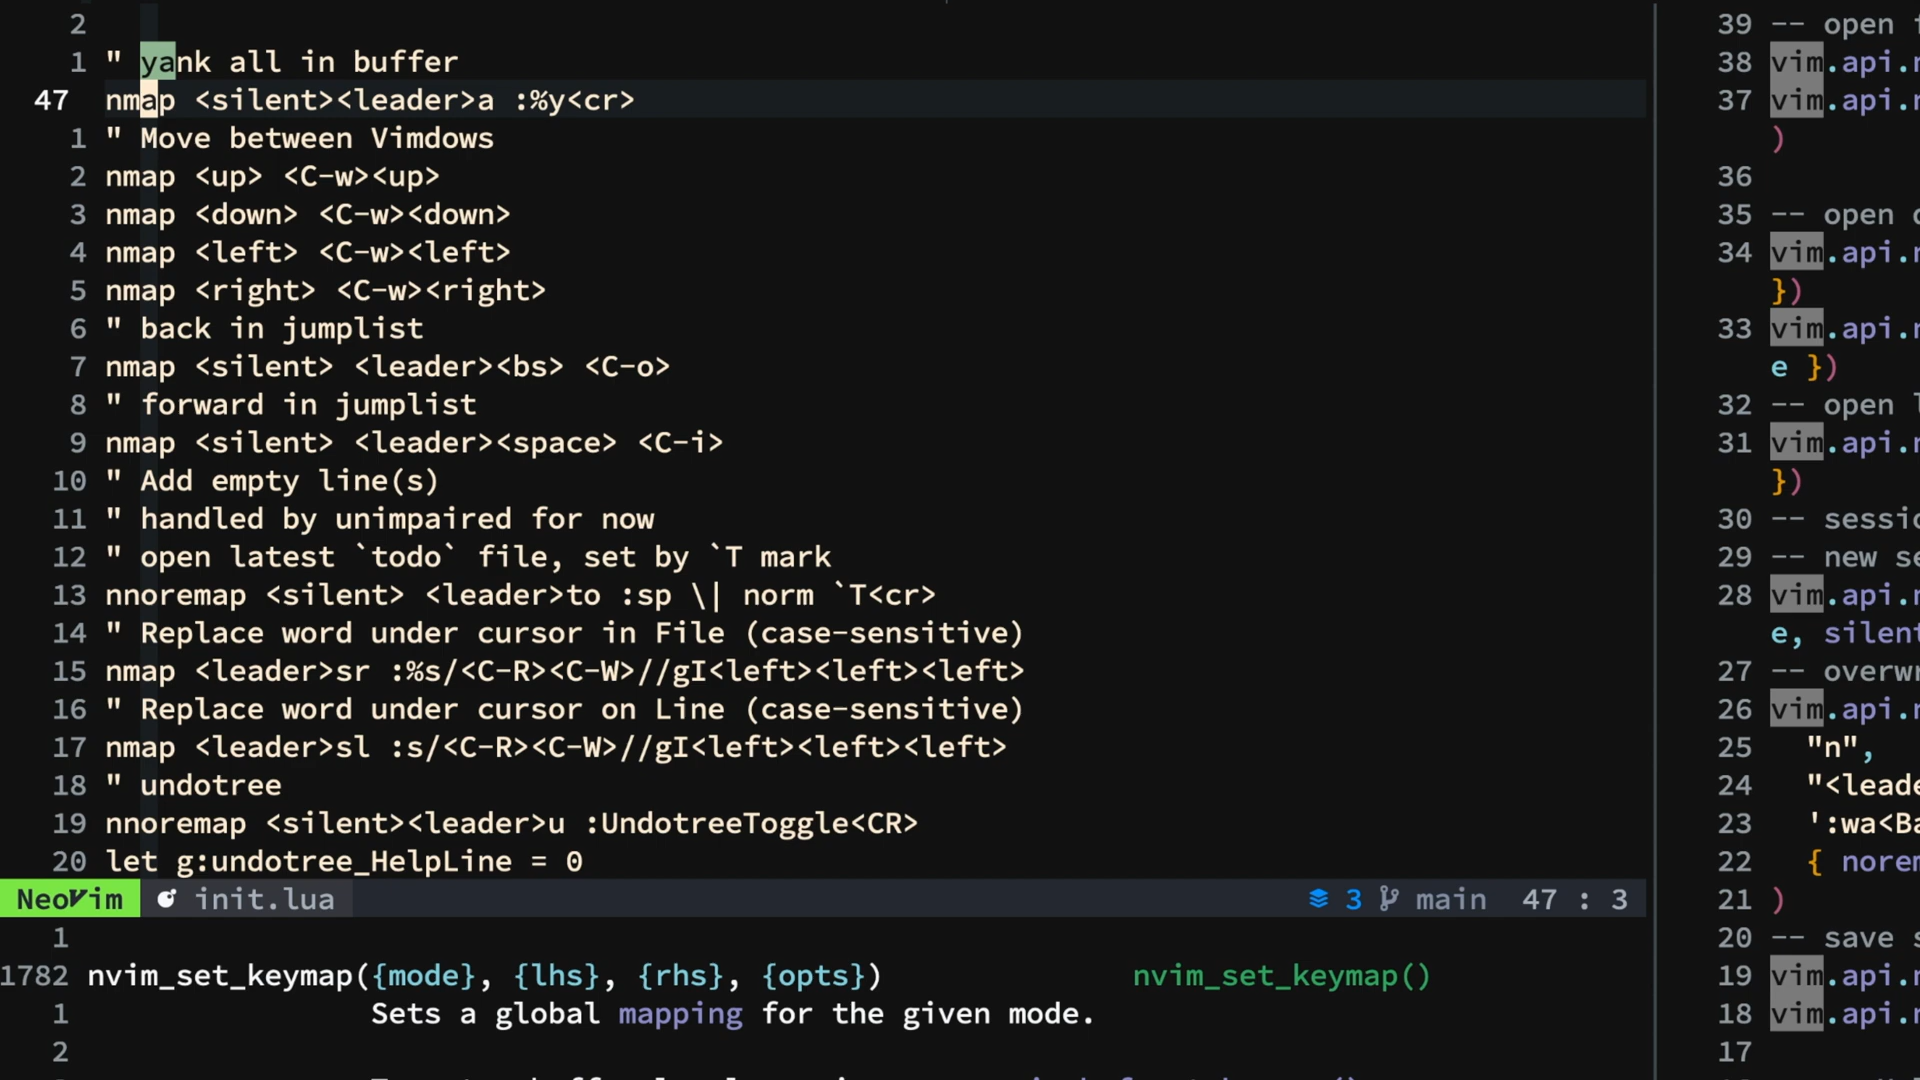 2
1 " yank all in buffer
47 nmap <silent><leader>a :%y<cr>
1 " Move between Vimdows
2 nmap <up> <C-w><up>
3 nmap <down> <C-w><down>
4 nmap <left> <C-w><left>
5 nmap <right> <C-w><right>
6 " back in jumplist
7 nmap <silent> <leader><bs> <C-o>
8 " forward in jumplist
9 nmap <silent> <leader><space> <C-i>
10 " Add empty line(s)
11 " handled by unimpaired for now
12 " open latest `todo` file, set by `T mark
13 nnoremap <silent> <leader>to :sp \| norm `T<cr>
14 " Replace word under cursor in File (case-sensitive)
15 nmap <leader>sr :%s/<C-R><C-W>//gI<left><left><left>
16 " Replace word under cursor on Line (case-sensitive)
17 nmap <leader>sl :s/<C-R><C-W>//gI<left><left><left>
18 " undotree
19 nnoremap <silent><leader>u :UndotreeToggle<CR>
20 let g:undotree_HelpLine = 0
NeoVim init.lua 3 main 47 : 3
1
1782 nvim_set_keymap({mode}, {lhs}, {rhs}, {opts}) nvim_set_keymap()
1 Sets a global mapping for the given mode.
2
39 -- open
38 vim.api.
37 vim.api.
)
36
35 -- open
34 vim.api.
})
33 vim.api.
e })
32 -- open
31 vim.api.
})
30 -- sessio
29 -- new se
28 vim.api.
e, silent
27 -- overw
26 vim.api.
25 "n",
24 "<leade
23 ':wa<Ba
22 { norem
21 )
20 -- save s
19 vim.api.
18 vim.api.
17